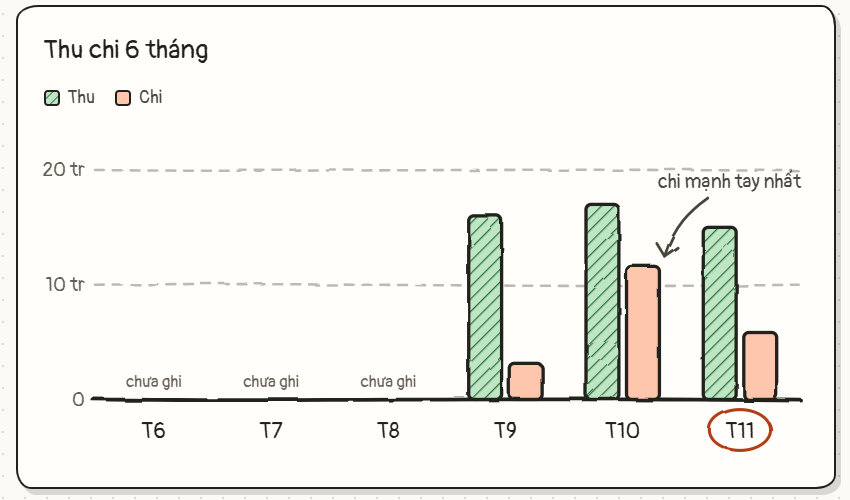 Thu chi 6 tháng
Thu Chi
20 tr
chi mạnh tay nhất
10 tr
chưa ghi chưa ghi chưa ghi
0
T6 T7 T8 T9 T10 T11